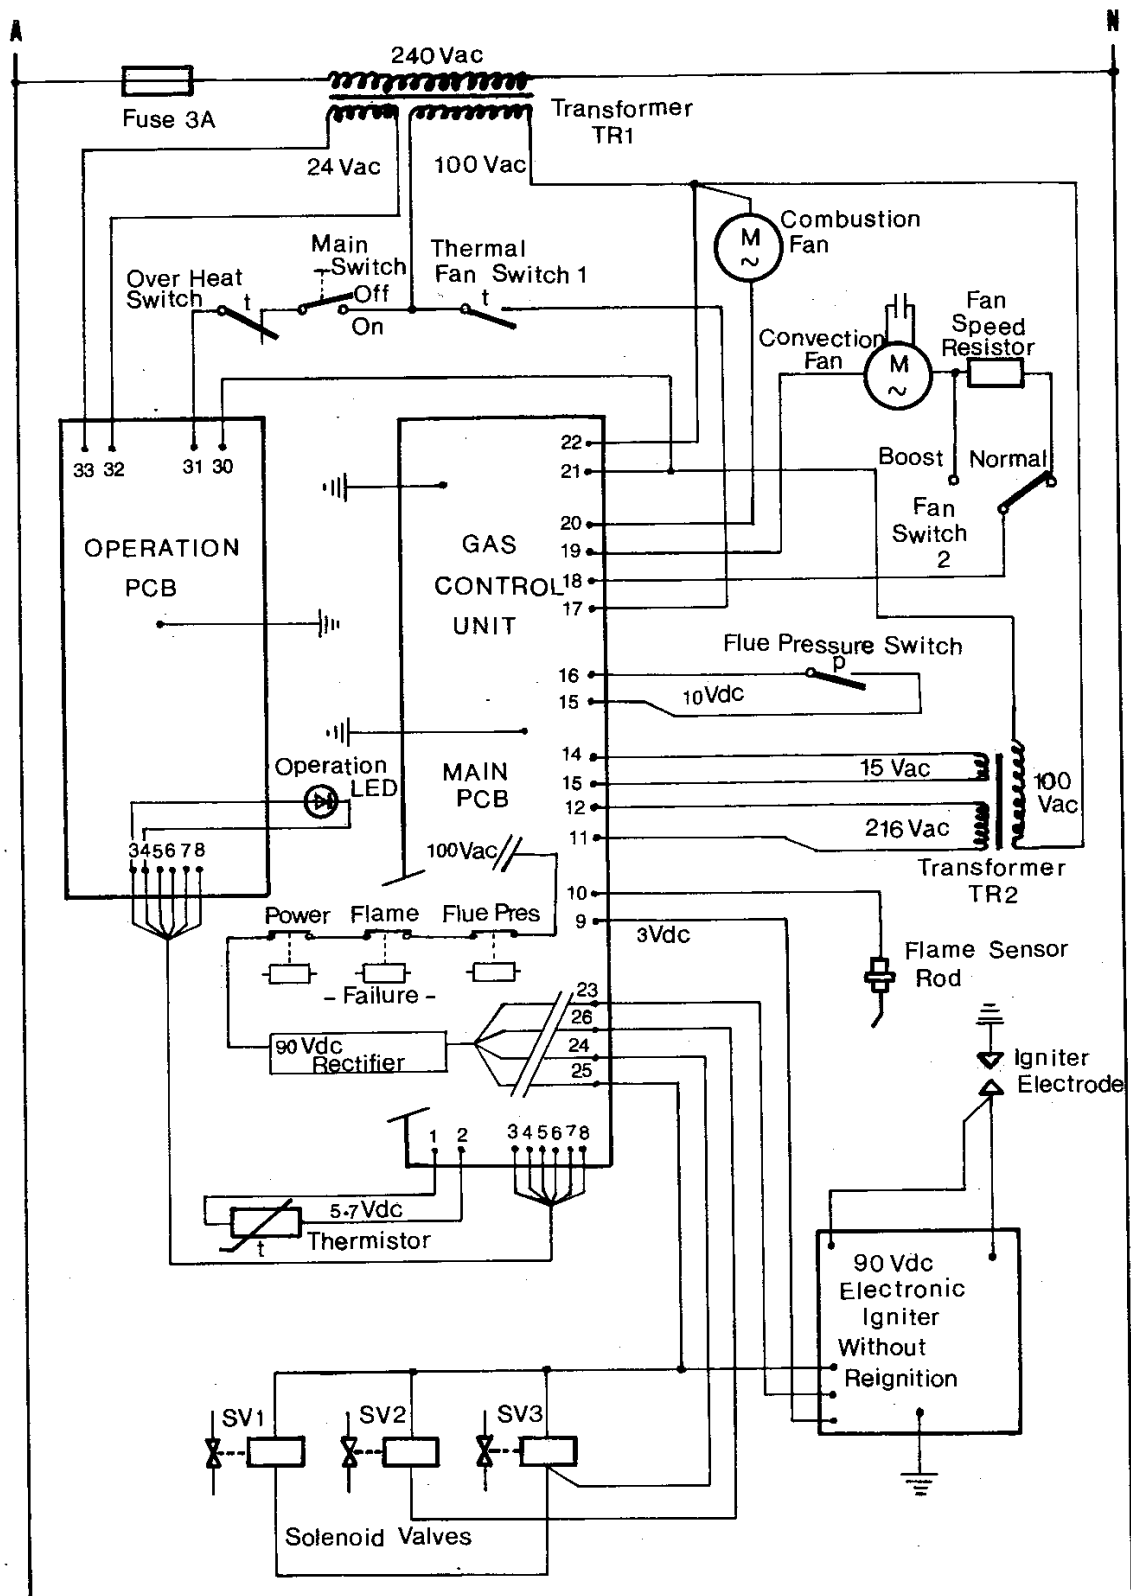 A
N
240 Vac
Fuse 3A
Transformer
TR1
24 Vac
100 Vac
Combustion
Fan
M
~
Main
Switch
Off
On
Thermal
Fan Switch 1
t
Over Heat
Switch
t
Convection
Fan
M
~
Fan
Speed
Resistor
Boost
Normal
Fan
Switch
2
33 32 31 30
OPERATION
PCB
22
21
20
19
18
17
GAS
CONTROL
UNIT
Flue Pressure Switch
p
16
15
10Vdc
14
15
12
11
15 Vac
216 Vac
100
Vac
Transformer
TR2
MAIN
PCB
Operation
LED
3 4 5 6 7 8
100Vac
10
9
3Vdc
Flame Sensor
Rod
Power
Flame
Flue Pres
- Failure -
90 Vdc
Rectifier
23
26
24
25
Igniter
Electrode
1 2
3 4 5 6 7 8
5.7Vdc
Thermistor
t
90 Vdc
Electronic
Igniter
Without
Reignition
SV1
SV2
SV3
Solenoid Valves